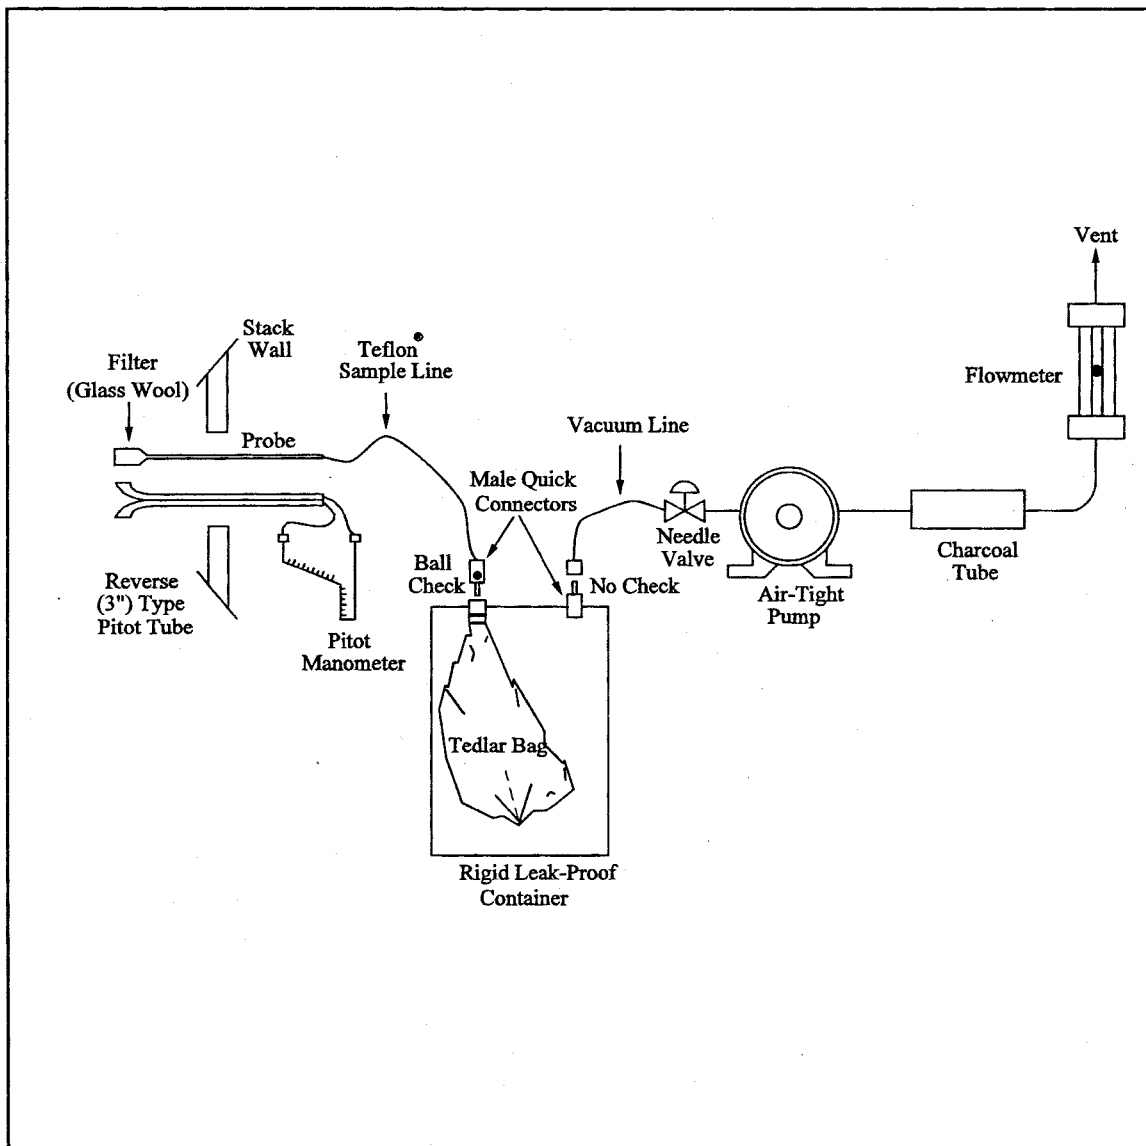 Vent
Stack
Wall
Filter
(Glass Wool)
Teflon®
Sample Line
Flowmeter
Probe
Vacuum Line
Male Quick
Connectors
Needle
Valve
Ball
Check
No Check
Charcoal
Tube
Air-Tight
Pump
Reverse
(3") Type
Pitot Tube
Pitot
Manometer
Tedlar Bag
Rigid Leak-Proof
Container